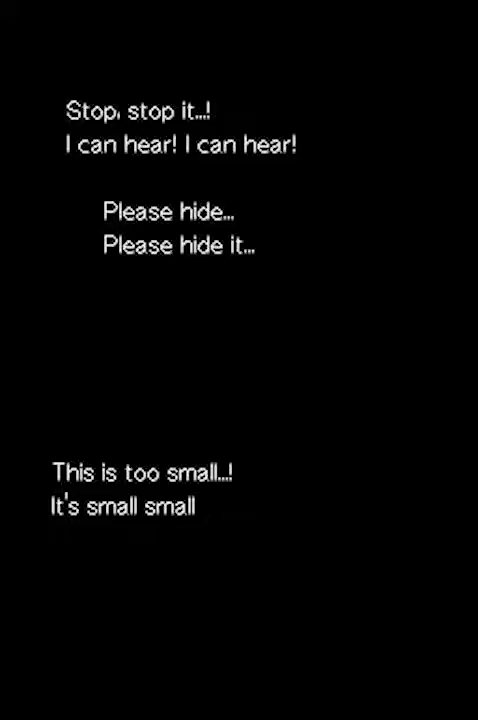 Stop, stop it...!
I can hear! I can hear!
Please hide...
Please hide it...
This is too small...!
It's small small